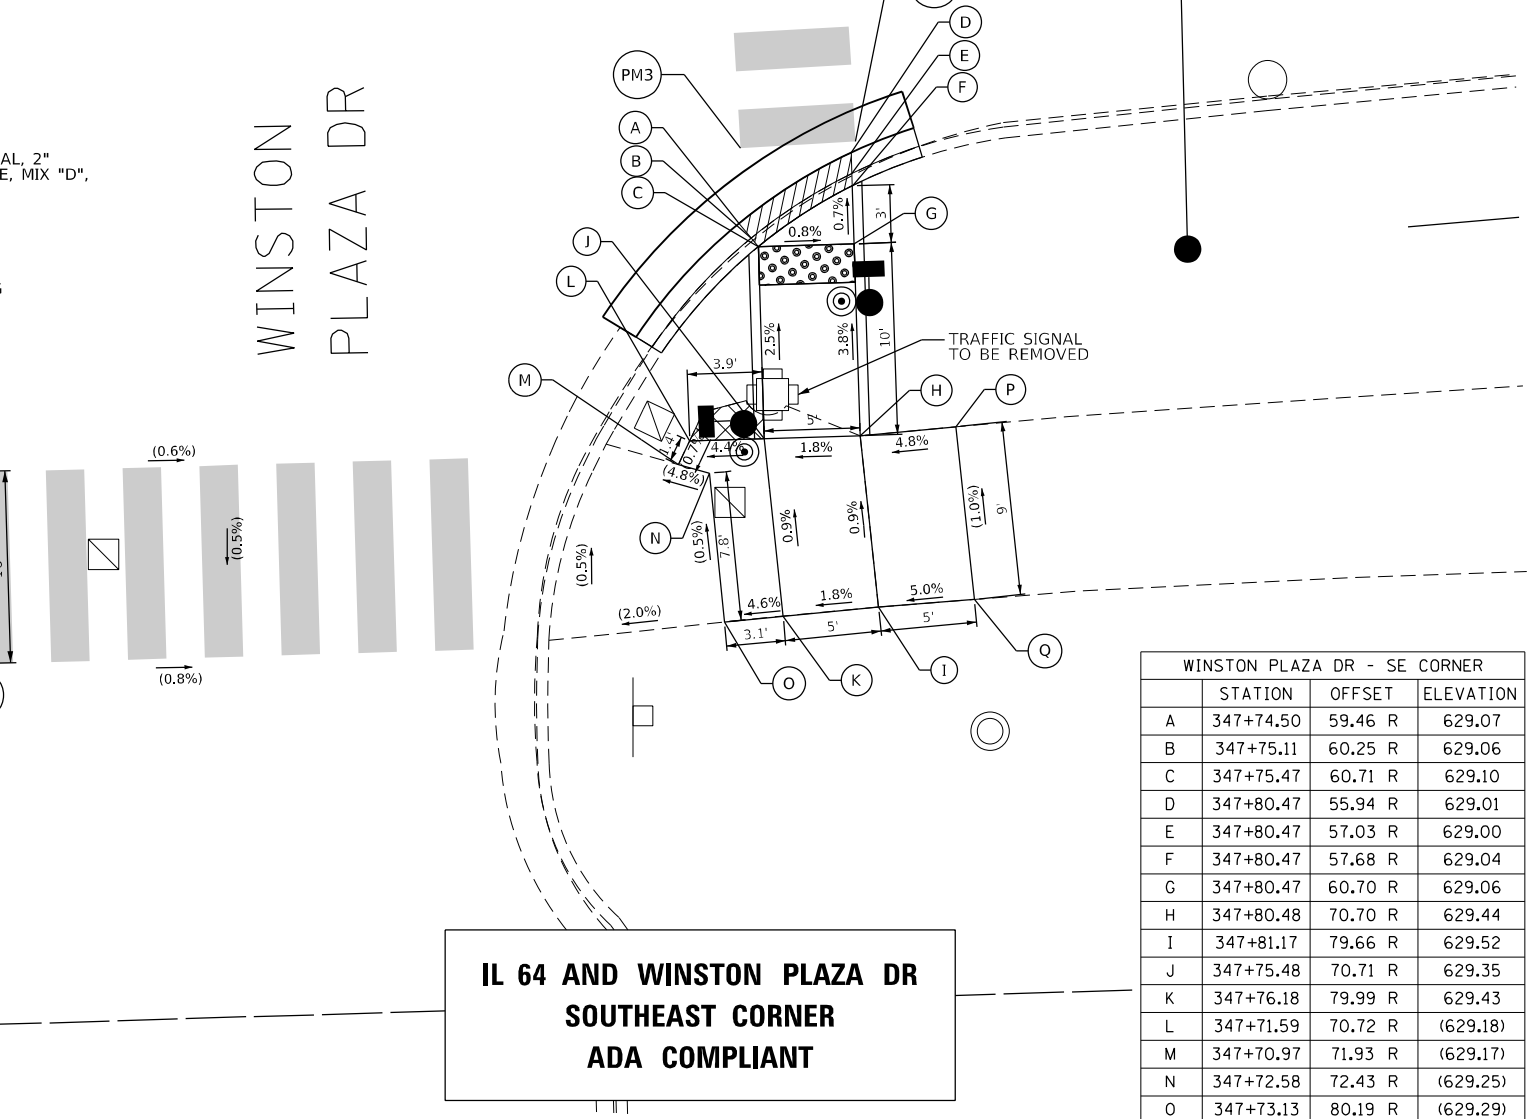 AL, 2"
E, MIX "D",
WINSTON
PLAZA DR
PM3
A
B
C
D
E
F
G
J
L
M
N
H
P
O
K
I
Q
0.8%
0.7%
3'
2.5%
3.8%
10'
TRAFFIC SIGNAL
TO BE REMOVED
3.9'
5'
1.4'
0.7%
4.4%
1.8%
4.8%
(4.8%)
(0.6%)
(0.5%)
(0.8%)
(0.5%)
(0.5%)
7.8'
0.9%
0.9%
(1.0%)
9'
(2.0%)
4.6%
1.8%
5.0%
3.1'
5'
5'
WINSTON PLAZA DR - SE CORNER
STATION OFFSET ELEVATION
A 347+74.50 59.46 R 629.07
B 347+75.11 60.25 R 629.06
C 347+75.47 60.71 R 629.10
D 347+80.47 55.94 R 629.01
E 347+80.47 57.03 R 629.00
F 347+80.47 57.68 R 629.04
G 347+80.47 60.70 R 629.06
H 347+80.48 70.70 R 629.44
I 347+81.17 79.66 R 629.52
J 347+75.48 70.71 R 629.35
K 347+76.18 79.99 R 629.43
L 347+71.59 70.72 R (629.18)
M 347+70.97 71.93 R (629.17)
N 347+72.58 72.43 R (629.25)
O 347+73.13 80.19 R (629.29)
IL 64 AND WINSTON PLAZA DR
SOUTHEAST CORNER
ADA COMPLIANT